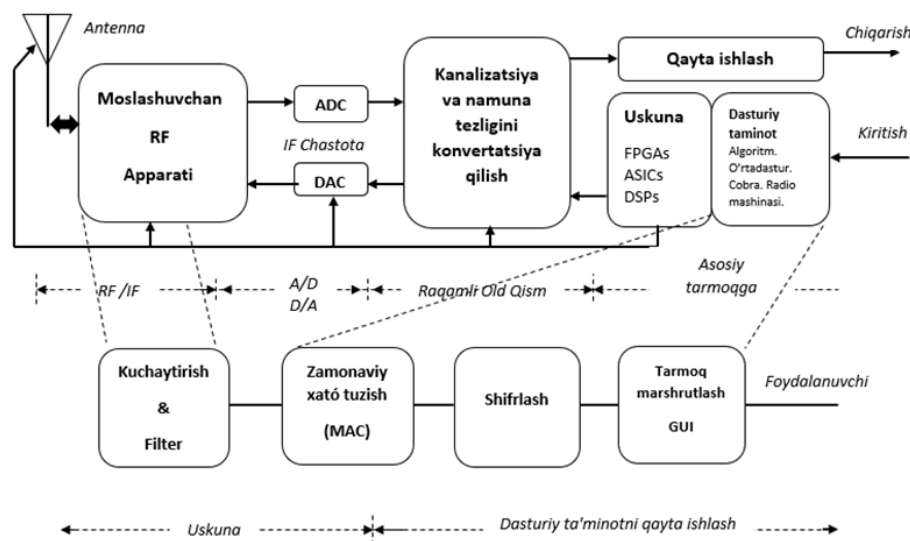 Antenna
Moslashuvchan
RF
Apparati
ADC
IF Chastota
DAC
Kanalizatsiya
va namuna
tezligini
konvertatsiya
qilish
Qayta ishlash
Chiqarish
Uskuna
FPGAs
ASICs
DSPs
Dasturiy
taminot
Algoritm.
O'rtadastur.
Cobra. Radio
mashinasi.
Kiritish
RF /IF
A/D
D/A
Raqamli Old Qism
Asosiy
tarmoqga
Kuchaytirish
&
Filter
Zamonaviy
xató tuzish
(MAC)
Shifrlash
Tarmoq
marshrutlash
GUI
Foydalanuvchi
Uskuna
Dasturiy ta'minotni qayta ishlash